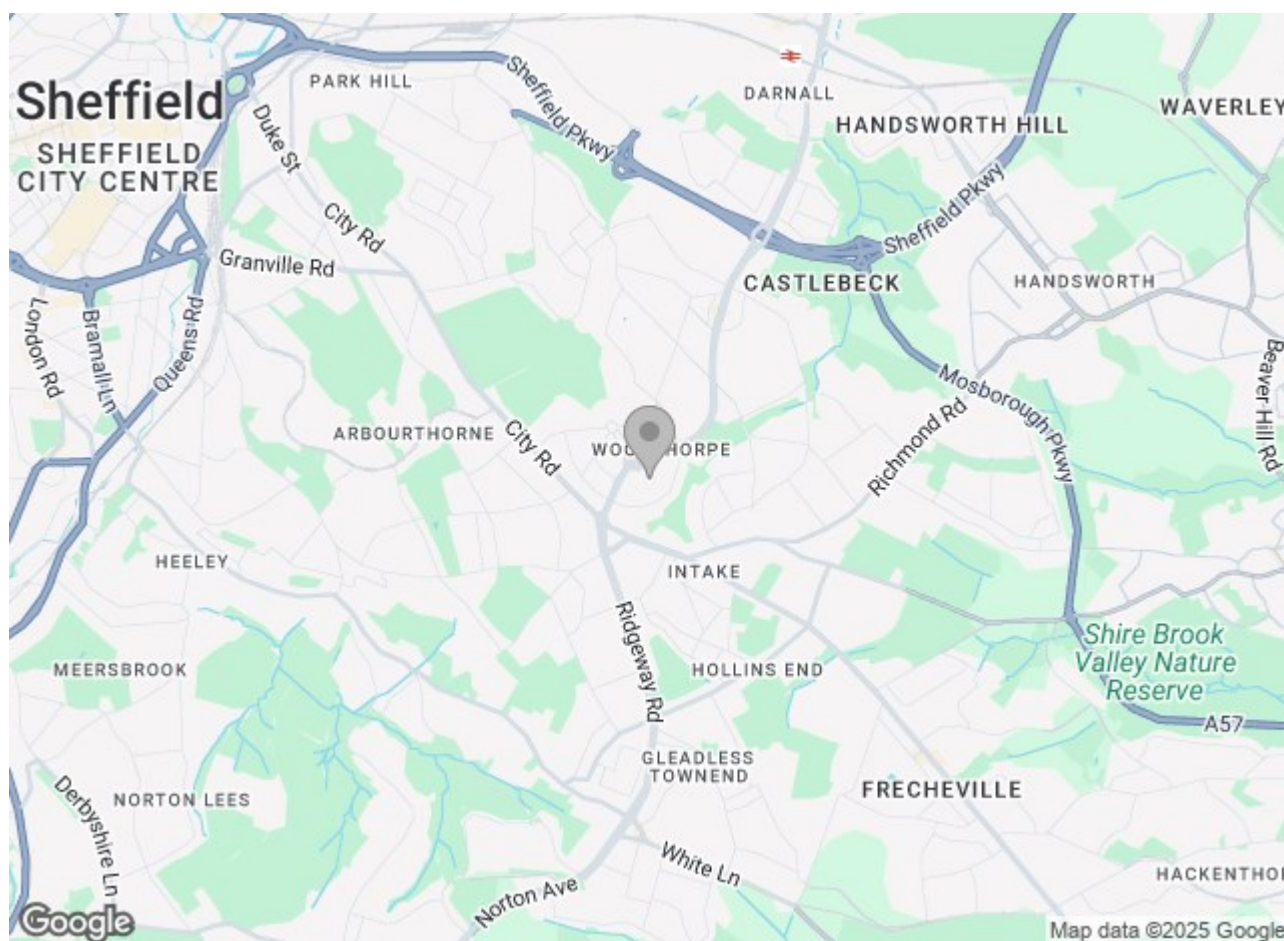 Sheffield
SHEFFIELD
CITY CENTRE
PARK HILL
Duke St
City Rd
Granville Rd
London Rd
Bramall Ln
Queens Rd
Sheffield Pkwy
DARNALL
HANDSWORTH HILL
WAVERLEY
Sheffield Pkwy
CASTLEBECK
HANDSWORTH
Beaver Hill Rd
Mosborough Pkwy
Richmond Rd
ARBOURTHORNE
City Rd
HEELEY
INTAKE
Ridgeway Rd
MEERSBROOK
HOLLINS END
Shire Brook
Valley Nature
Reserve
A57
GLEADLESS
TOWNEND
FRECHEVILLE
NORTON LEES
Derbyshire Ln
White Ln
Norton Ave
Google
Map data ©2025 Google